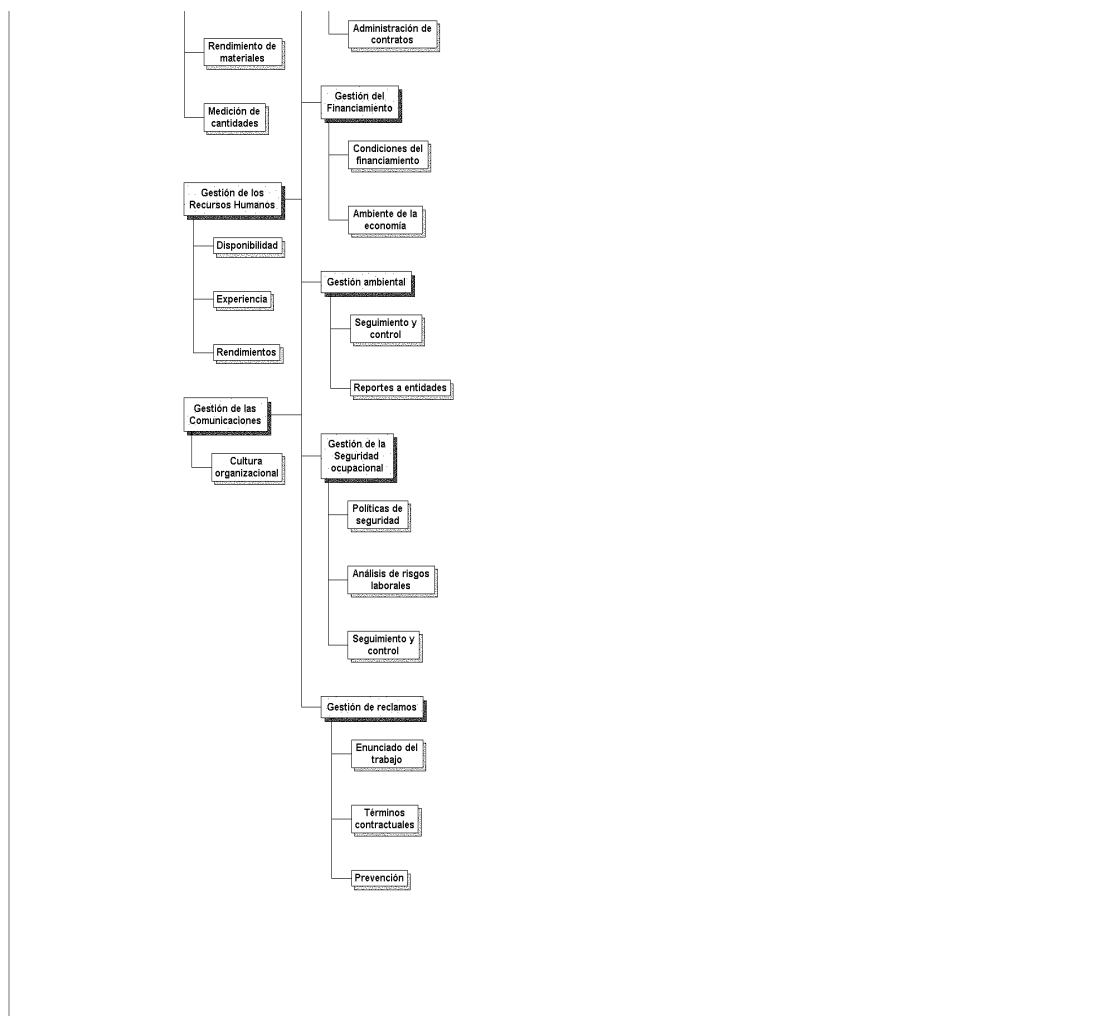 Rendimiento de
materiales
Medición de
cantidades
Gestión de los
Recursos Humanos
Disponibilidad
Experiencia
Rendimientos
Gestión de las
Comunicaciones
Cultura
organizacional
Administración de
contratos
Gestión del
Financiamiento
Condiciones del
financiamiento
Ambiente de la
economía
Gestión ambiental
Seguimiento y
control
Reportes a entidades
Gestión de la
Seguridad
ocupacional
Políticas de
seguridad
Análisis de risgos
laborales
Seguimiento y
control
Gestión de reclamos
Enunciado del
trabajo
Términos
contractuales
Prevención